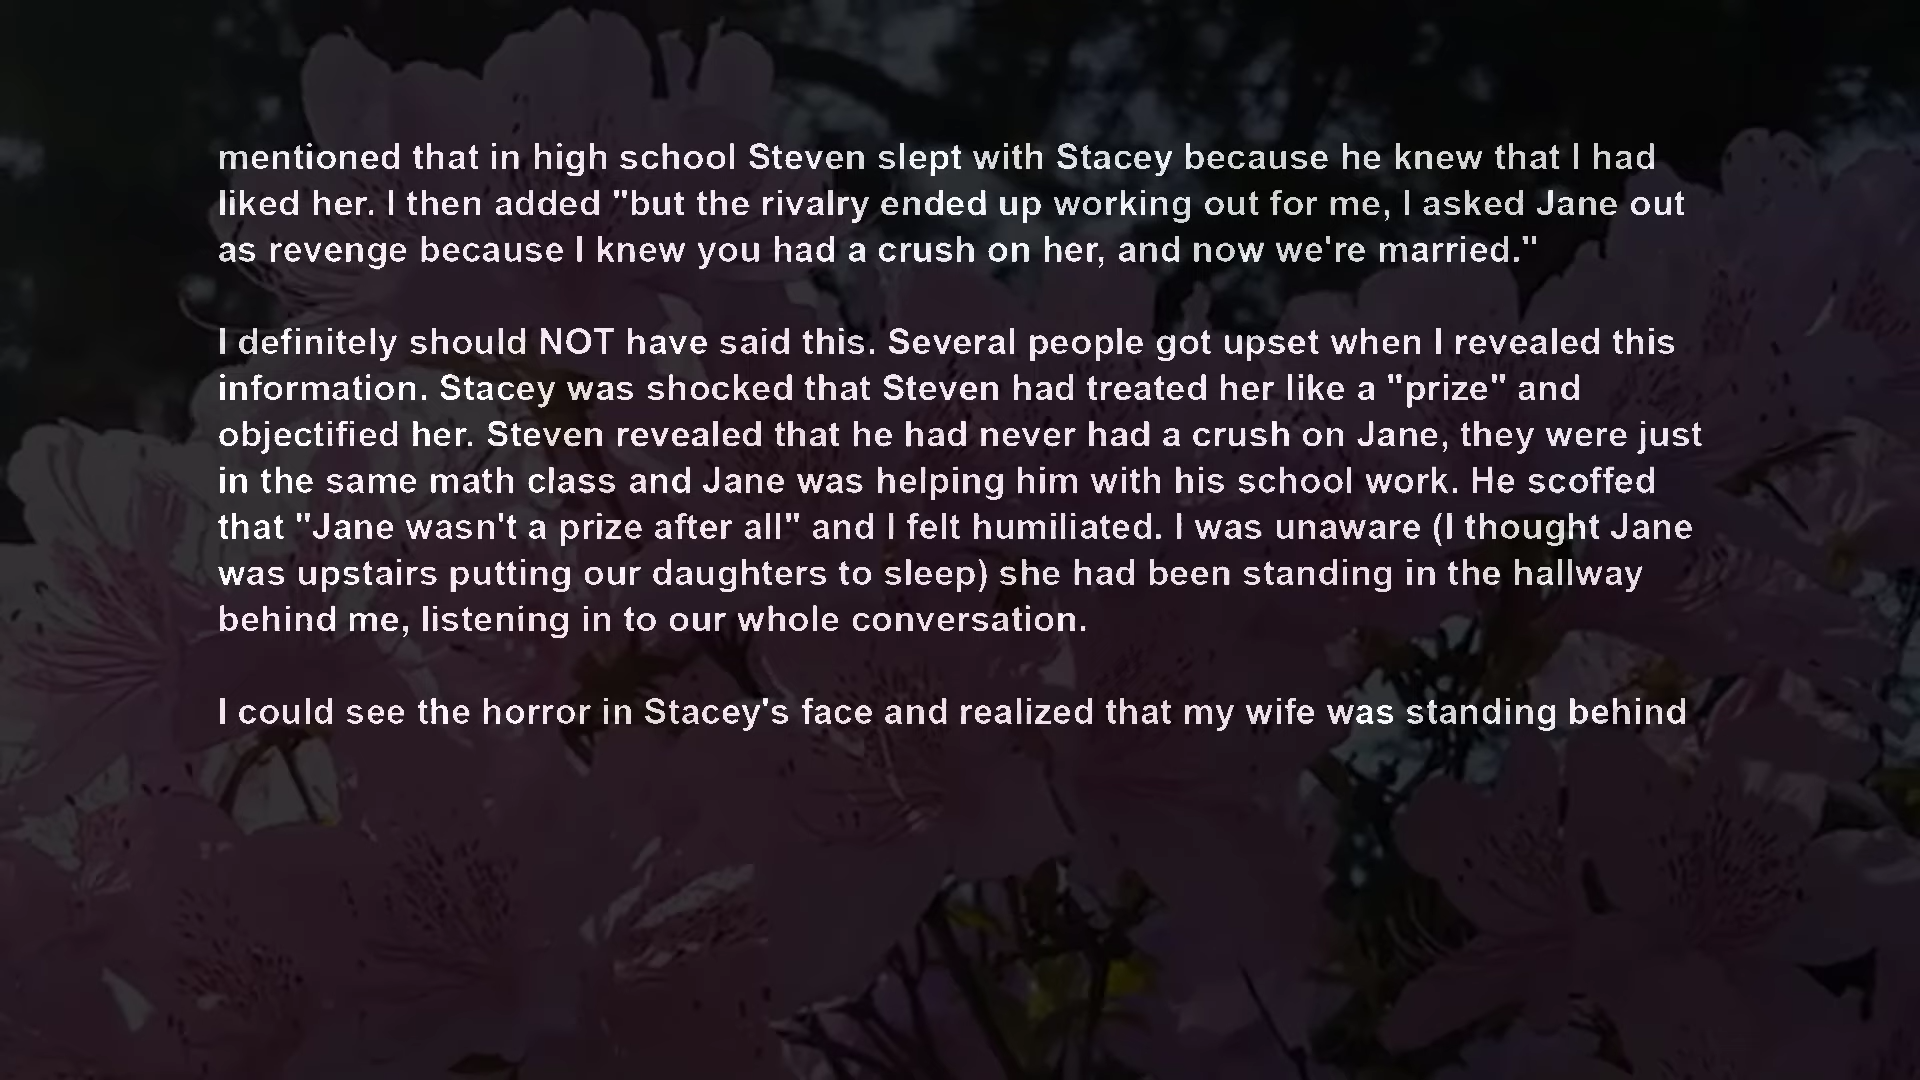 mentioned that in high school Steven slept with Stacey because he knew that I had
liked her. I then added "but the rivalry ended up working out for me, I asked Jane out
as revenge because I knew you had a crush on her, and now we're married."
I definitely should NOT have said this. Several people got upset when I revealed this
information. Stacey was shocked that Steven had treated her like a "prize" and
objectified her. Steven revealed that he had never had a crush on Jane, they were just
in the same math class and Jane was helping him with his school work. He scoffed
that "Jane wasn't a prize after all" and I felt humiliated. I was unaware (I thought Jane
was upstairs putting our daughters to sleep) she had been standing in the hallway
behind me, listening in to our whole conversation.
I could see the horror in Stacey's face and realized that my wife was standing behind